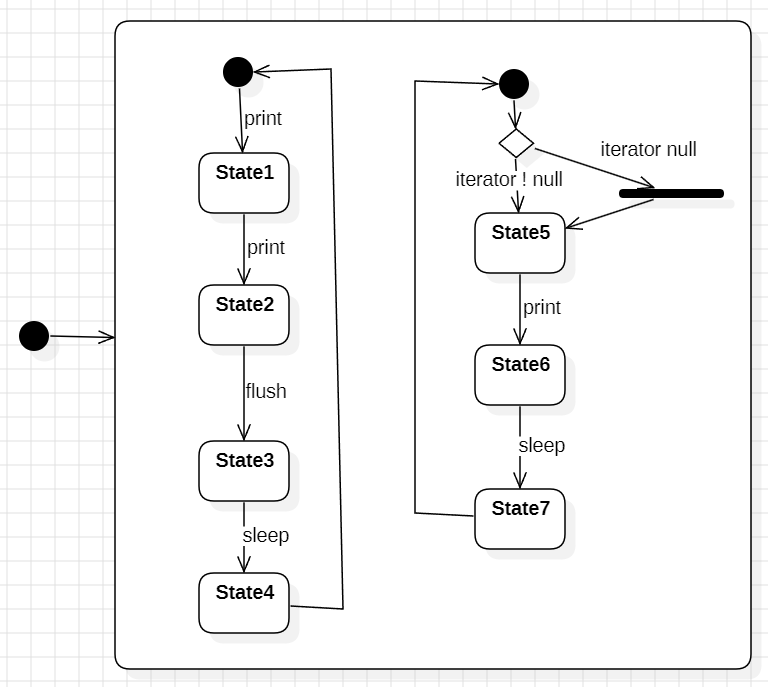 print
State1
print
State2
flush
State3
sleep
State4
iterator null
iterator ! null
State5
print
State6
sleep
State7